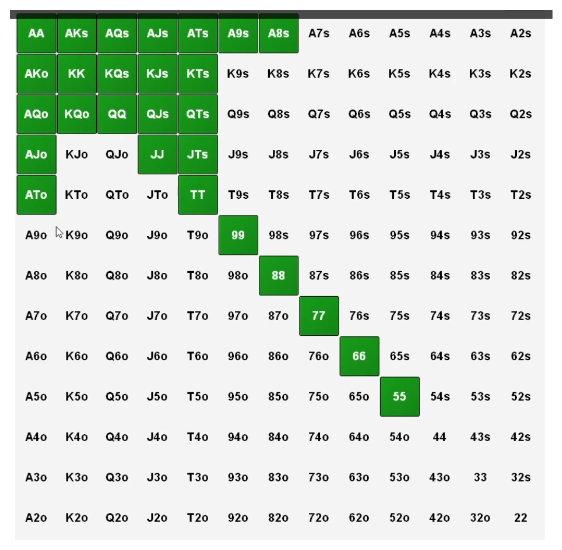 AA AKs AQs AJs ATs A9s A8s A7s A6s A5s A4s A3s A2s
AKo KK KQs KJs KTs K9s K8s K7s K6s K5s K4s K3s K2s
AQo KQo QQ QJs QTs Q9s Q8s Q7s Q6s Q5s Q4s Q3s Q2s
AJo KJo QJo JJ JTs J9s J8s J7s J6s J5s J4s J3s J2s
ATo KTo QTo JTo TT T9s T8s T7s T6s T5s T4s T3s T2s
A9o K9o Q9o J9o T9o 99 98s 97s 96s 95s 94s 93s 92s
A8o K8o Q8o J8o T8o 98o 88 87s 86s 85s 84s 83s 82s
A7o K7o Q7o J7o T7o 97o 87o 77 76s 75s 74s 73s 72s
A6o K6o Q6o J6o T6o 96o 86o 76o 66 65s 64s 63s 62s
A5o K5o Q5o J5o T5o 95o 85o 75o 65o 55 54s 53s 52s
A4o K4o Q4o J4o T4o 94o 84o 74o 64o 54o 44 43s 42s
A3o K3o Q3o J3o T3o 93o 83o 73o 63o 53o 43o 33 32s
A2o K2o Q2o J2o T2o 92o 82o 72o 62o 52o 42o 32o 22